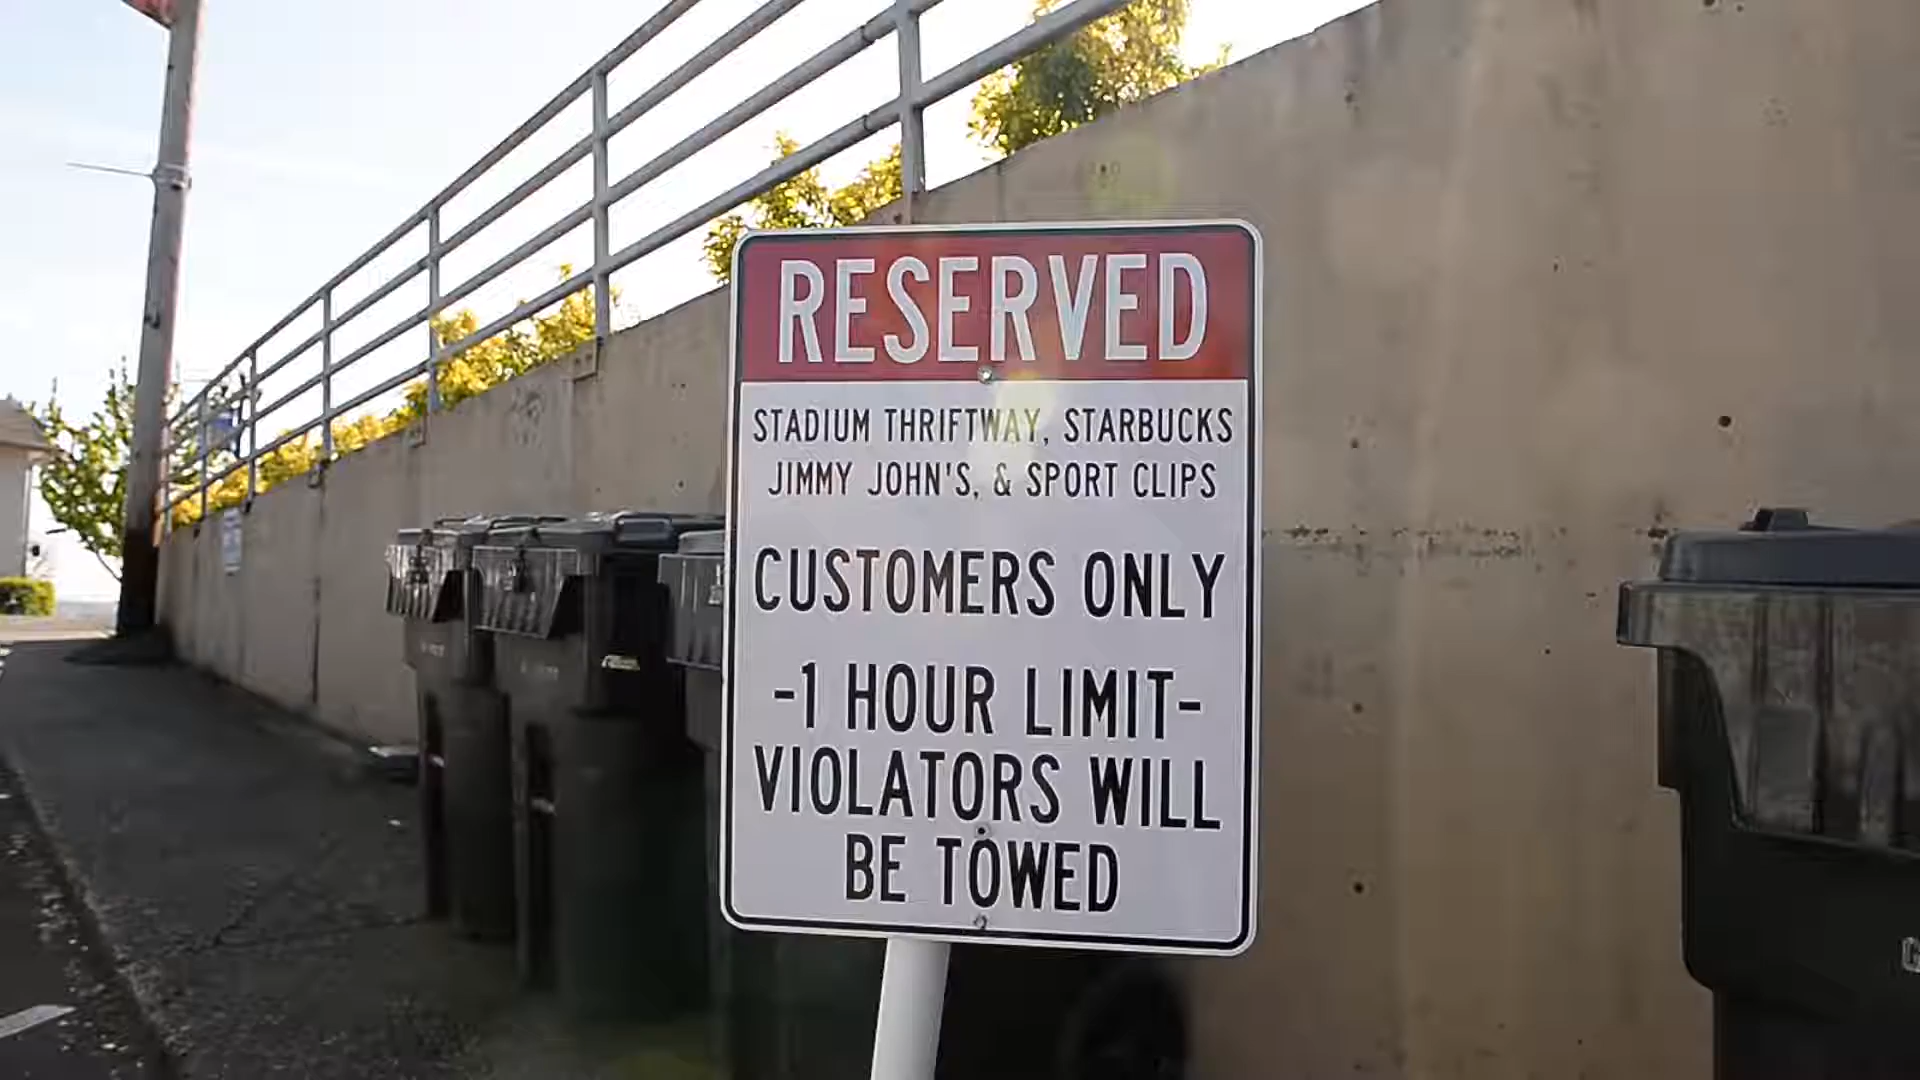 RESERVED
STADIUM THRIFTWAY, STARBUCKS
JIMMY JOHN'S, & SPORT CLIPS
CUSTOMERS ONLY
-1 HOUR LIMIT-
VIOLATORS WILL
BE TOWED